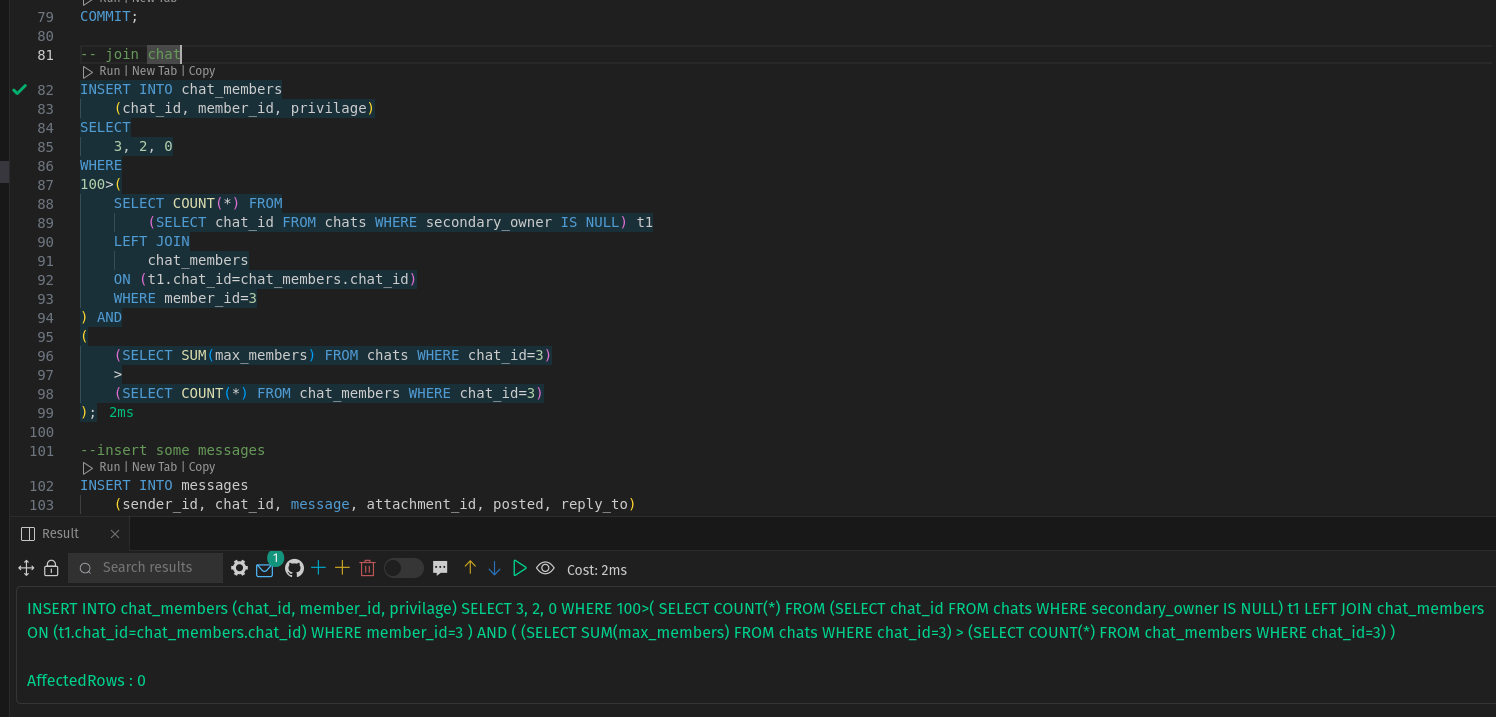 Run | New Tab
79 COMMIT;
80
81 -- join chat
Run | New Tab | Copy
82 INSERT INTO chat_members
83 (chat_id, member_id, privilage)
84 SELECT
85 3, 2, 0
86 WHERE
87 100>(
88 SELECT COUNT(*) FROM
89 (SELECT chat_id FROM chats WHERE secondary_owner IS NULL) t1
90 LEFT JOIN
91 chat_members
92 ON (t1.chat_id=chat_members.chat_id)
93 WHERE member_id=3
94 ) AND
95 (
96 (SELECT SUM(max_members) FROM chats WHERE chat_id=3)
97 >
98 (SELECT COUNT(*) FROM chat_members WHERE chat_id=3)
99 ); 2ms
100
101 --insert some messages
Run | New Tab | Copy
102 INSERT INTO messages
103 (sender_id, chat_id, message, attachment_id, posted, reply_to)
Result
Search results 1 Cost: 2ms
INSERT INTO chat_members (chat_id, member_id, privilage) SELECT 3, 2, 0 WHERE 100>( SELECT COUNT(*) FROM (SELECT chat_id FROM chats WHERE secondary_owner IS NULL) t1 LEFT JOIN chat_members
ON (t1.chat_id=chat_members.chat_id) WHERE member_id=3 ) AND ( (SELECT SUM(max_members) FROM chats WHERE chat_id=3) > (SELECT COUNT(*) FROM chat_members WHERE chat_id=3) )
AffectedRows : 0